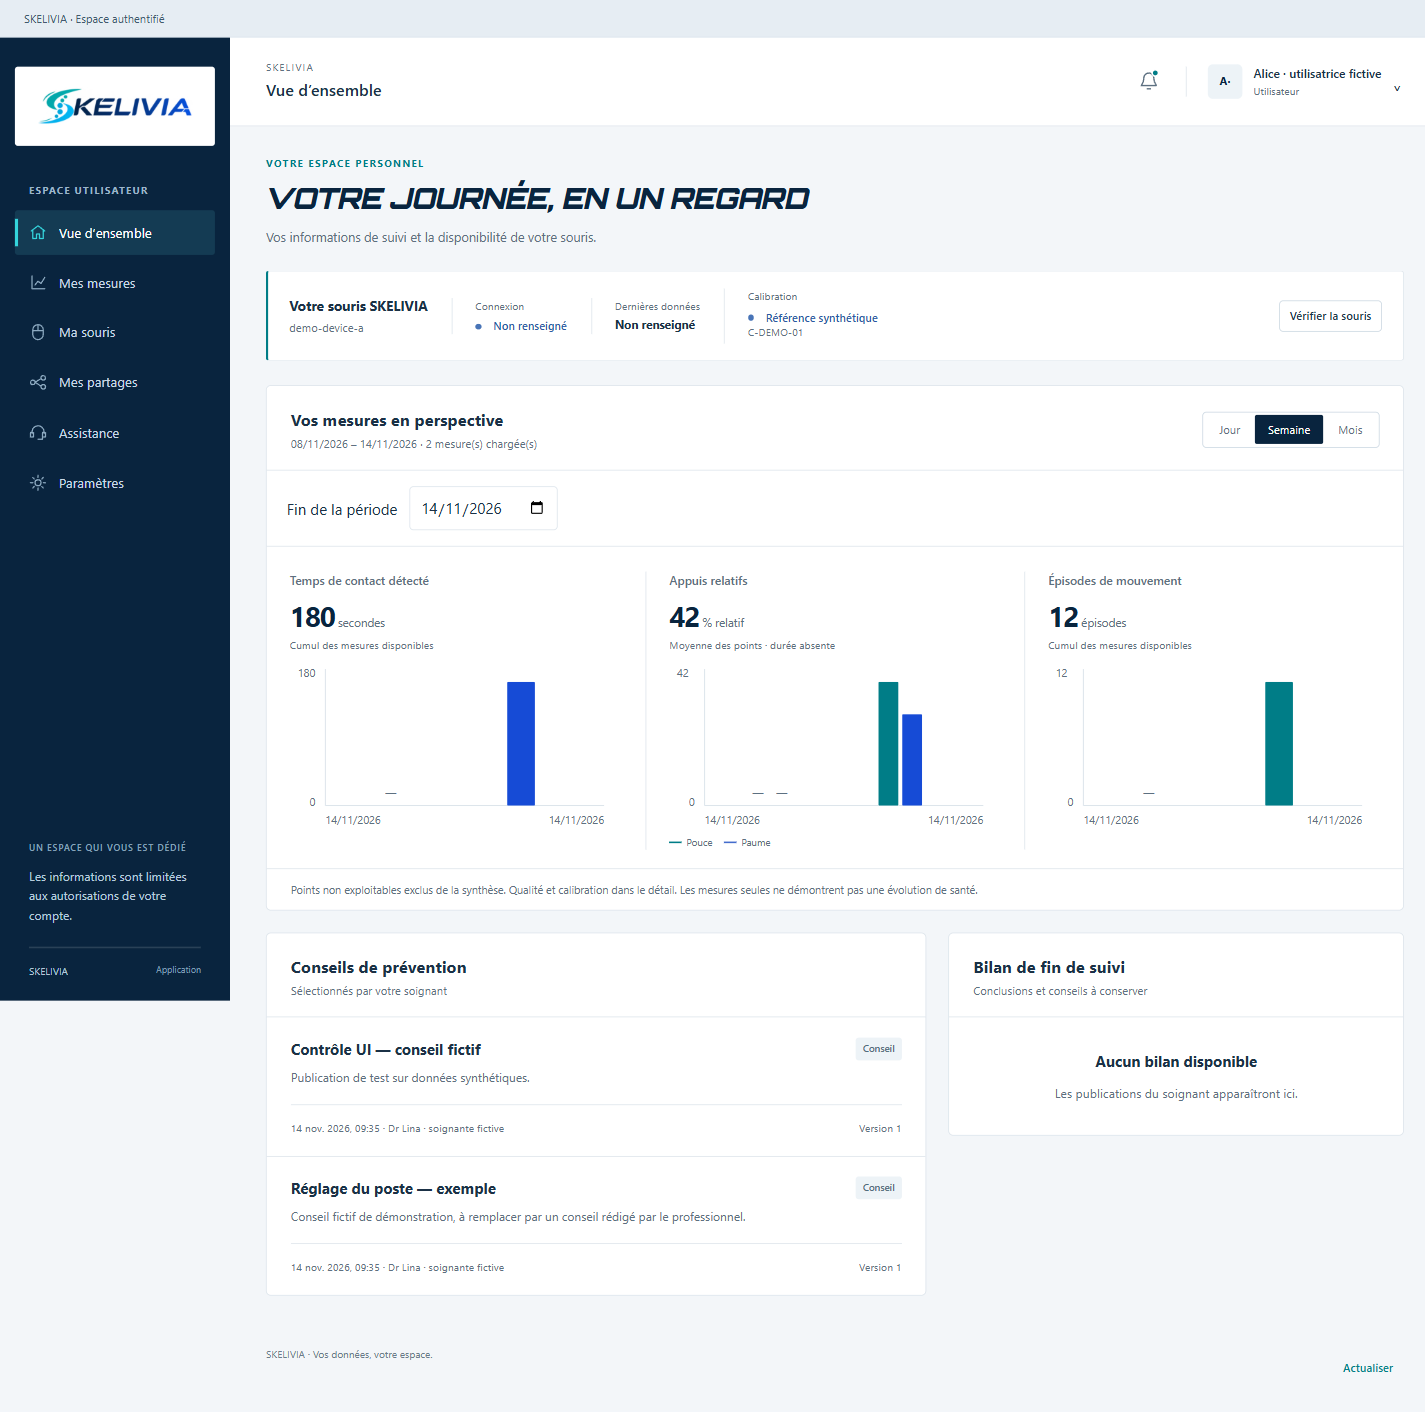 SKELIVIA · Espace authentifié
SKELIVIA
ESPACE UTILISATEUR
Vue d'ensemble
Mes mesures
Ma souris
Mes partages
Assistance
Paramètres
UN ESPACE QUI VOUS EST DÉDIÉ
Les informations sont limitées
aux autorisations de votre
compte.
SKELIVIA
Application
SKELIVIA
Vue d'ensemble
A·
Alice · utilisatrice fictive
Utilisateur
VOTRE ESPACE PERSONNEL
VOTRE JOURNÉE, EN UN REGARD
Vos informations de suivi et la disponibilité de votre souris.
Votre souris SKELIVIA
demo-device-a
Connexion
Non renseigné
Dernières données
Non renseigné
Calibration
Référence synthétique
C-DEMO-01
Vérifier la souris
Vos mesures en perspective
08/11/2026 – 14/11/2026 · 2 mesure(s) chargée(s)
Jour
Semaine
Mois
Fin de la période
14/11/2026
Temps de contact détecté
180 secondes
Cumul des mesures disponibles
180
0
14/11/2026
14/11/2026
Appuis relatifs
42 % relatif
Moyenne des points · durée absente
42
0
14/11/2026
14/11/2026
Pouce
Paume
Épisodes de mouvement
12 épisodes
Cumul des mesures disponibles
12
0
14/11/2026
14/11/2026
Points non exploitables exclus de la synthèse. Qualité et calibration dans le détail. Les mesures seules ne démontrent pas une évolution de santé.
Conseils de prévention
Sélectionnés par votre soignant
Contrôle UI — conseil fictif
Conseil
Publication de test sur données synthétiques.
14 nov. 2026, 09:35 · Dr Lina · soignante fictive
Version 1
Réglage du poste — exemple
Conseil
Conseil fictif de démonstration, à remplacer par un conseil rédigé par le professionnel.
14 nov. 2026, 09:35 · Dr Lina · soignante fictive
Version 1
Bilan de fin de suivi
Conclusions et conseils à conserver
Aucun bilan disponible
Les publications du soignant apparaîtront ici.
SKELIVIA · Vos données, votre espace.
Actualiser